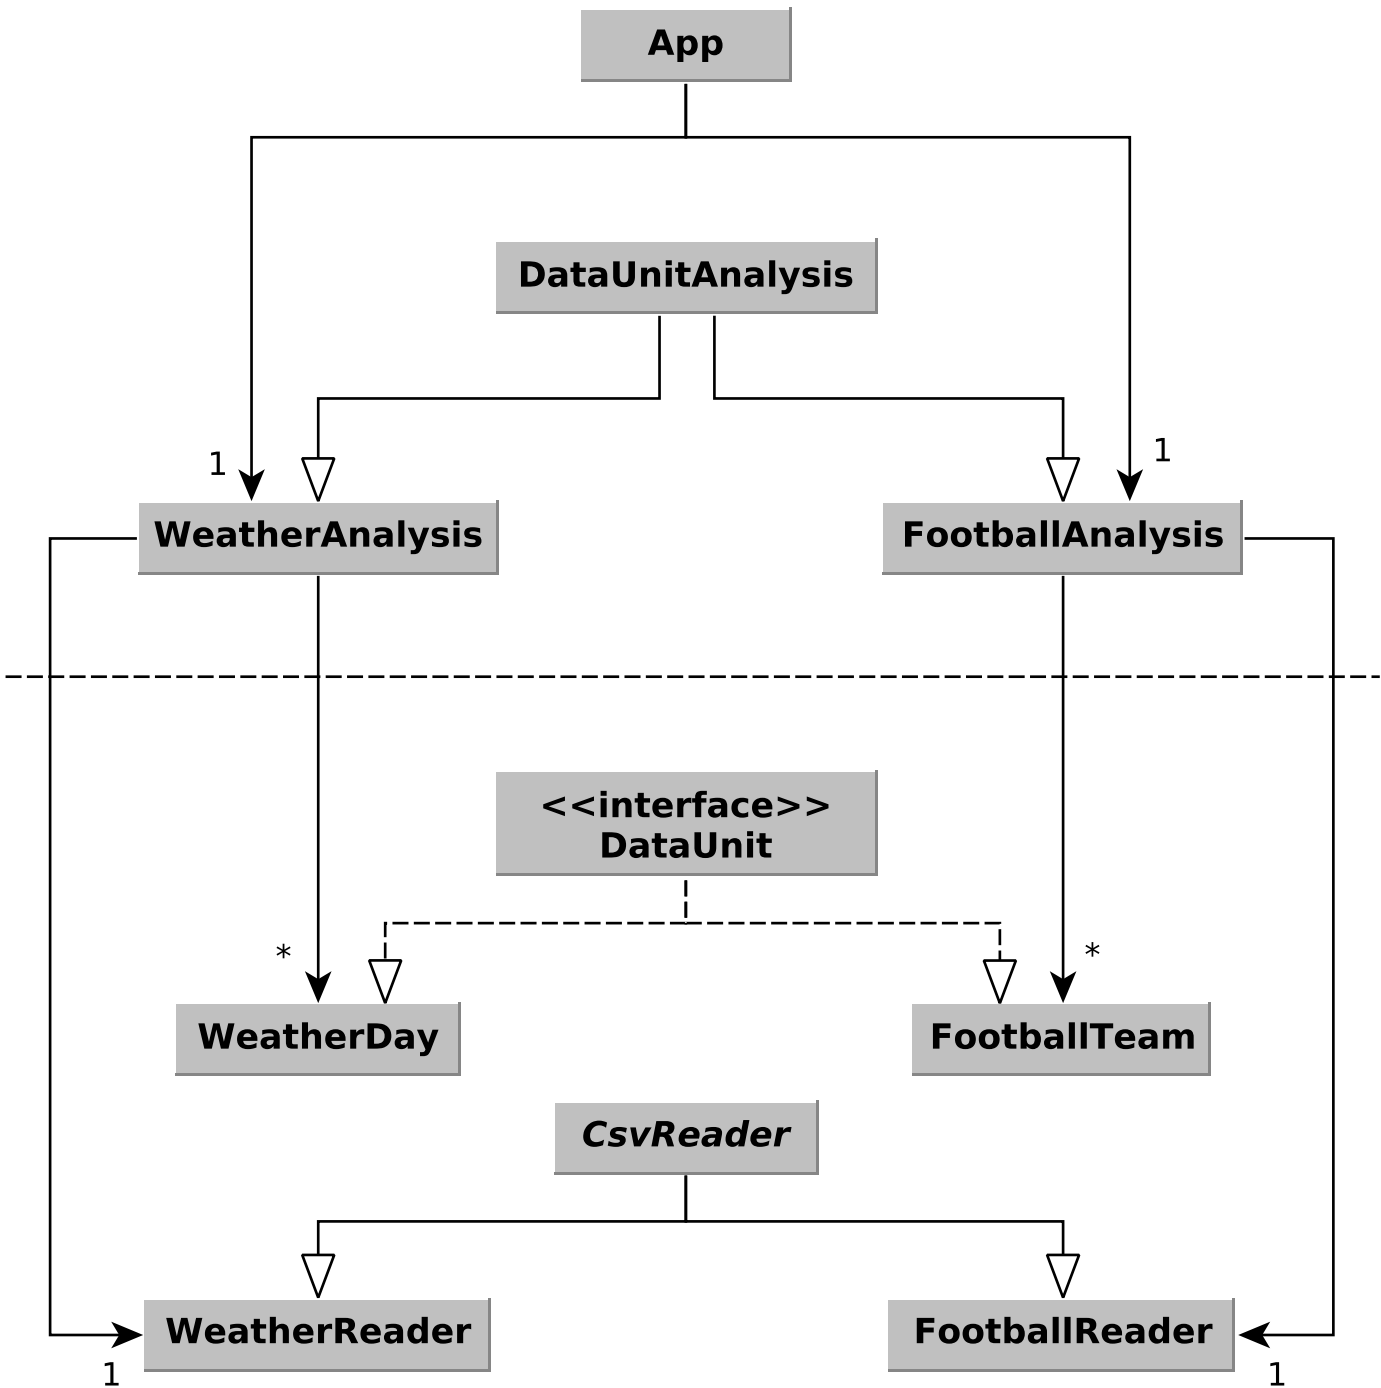 App
DataUnitAnalysis
1
1
WeatherAnalysis
FootballAnalysis
<<interface>>
DataUnit
*
*
WeatherDay
FootballTeam
CsvReader
WeatherReader
FootballReader
1
1